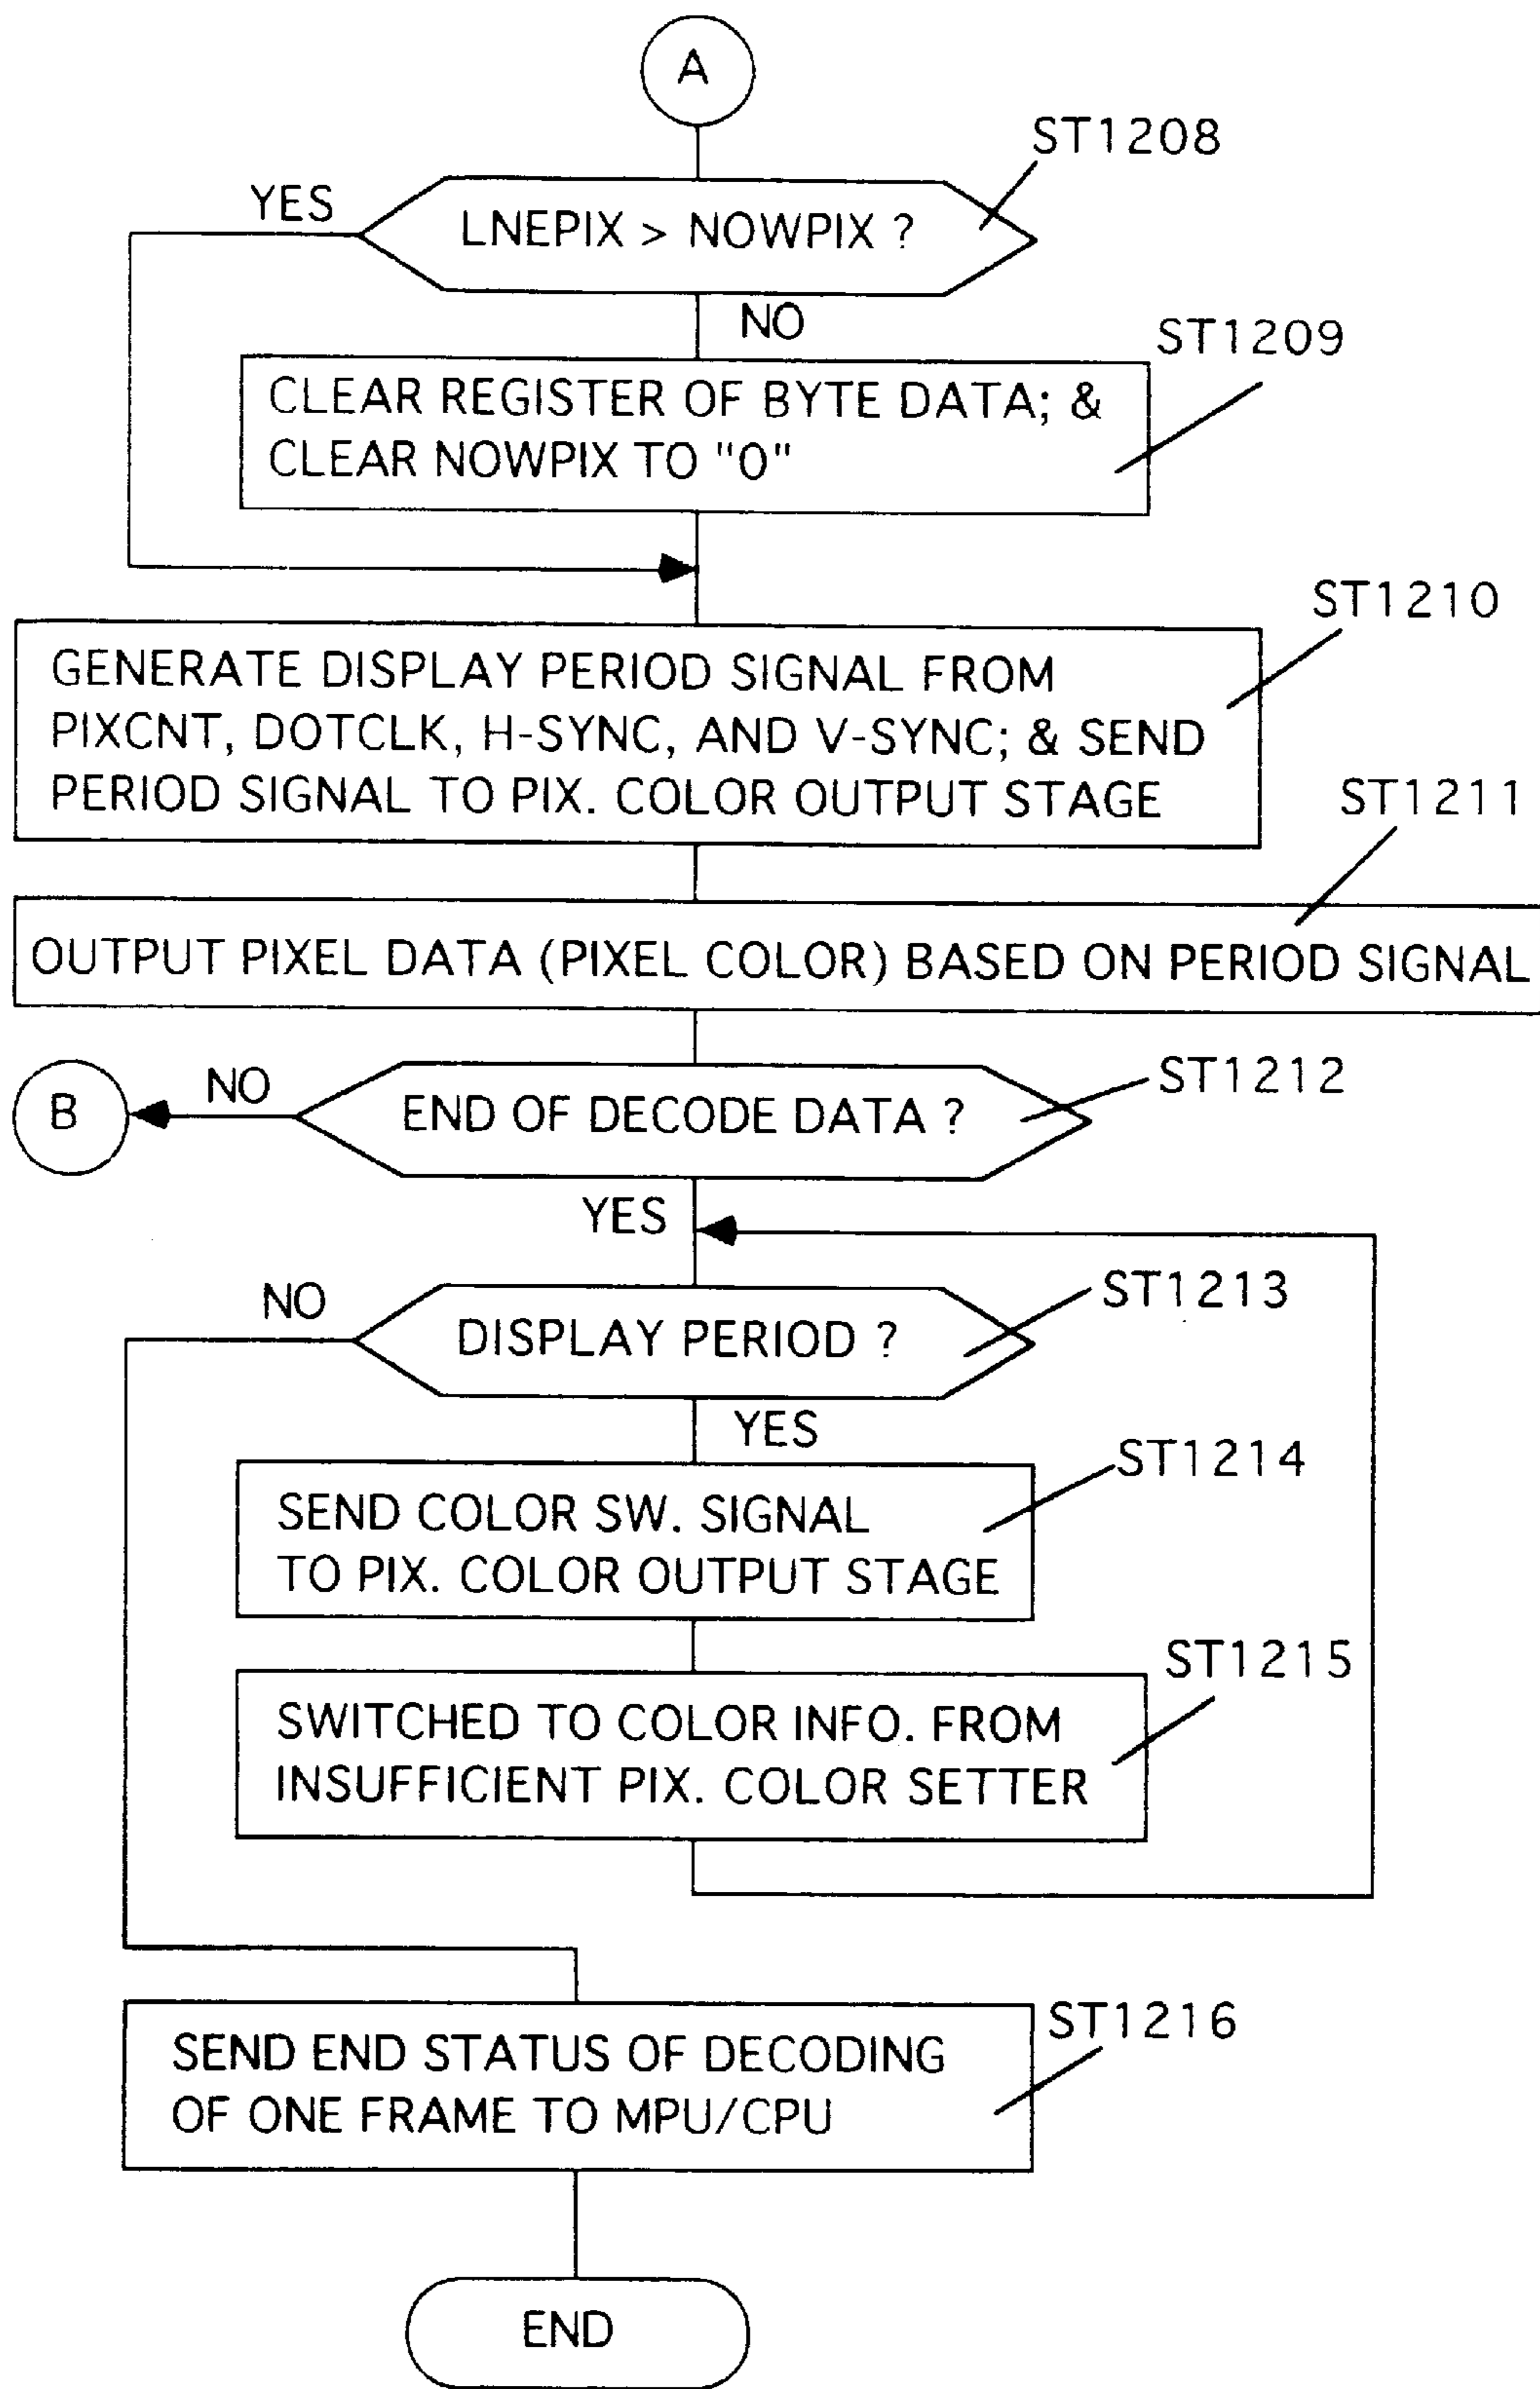 A
ST1208
YES
LNEPIX > NOWPIX ?
NO
ST1209
CLEAR REGISTER OF BYTE DATA; &
CLEAR NOWPIX TO "0"
ST1210
GENERATE DISPLAY PERIOD SIGNAL FROM
PIXCNT, DOTCLK, H-SYNC, AND V-SYNC; & SEND
PERIOD SIGNAL TO PIX. COLOR OUTPUT STAGE
ST1211
OUTPUT PIXEL DATA (PIXEL COLOR) BASED ON PERIOD SIGNAL
ST1212
B
NO
END OF DECODE DATA ?
YES
ST1213
NO
DISPLAY PERIOD ?
YES
ST1214
SEND COLOR SW. SIGNAL
TO PIX. COLOR OUTPUT STAGE
ST1215
SWITCHED TO COLOR INFO. FROM
INSUFFICIENT PIX. COLOR SETTER
ST1216
SEND END STATUS OF DECODING
OF ONE FRAME TO MPU/CPU
END